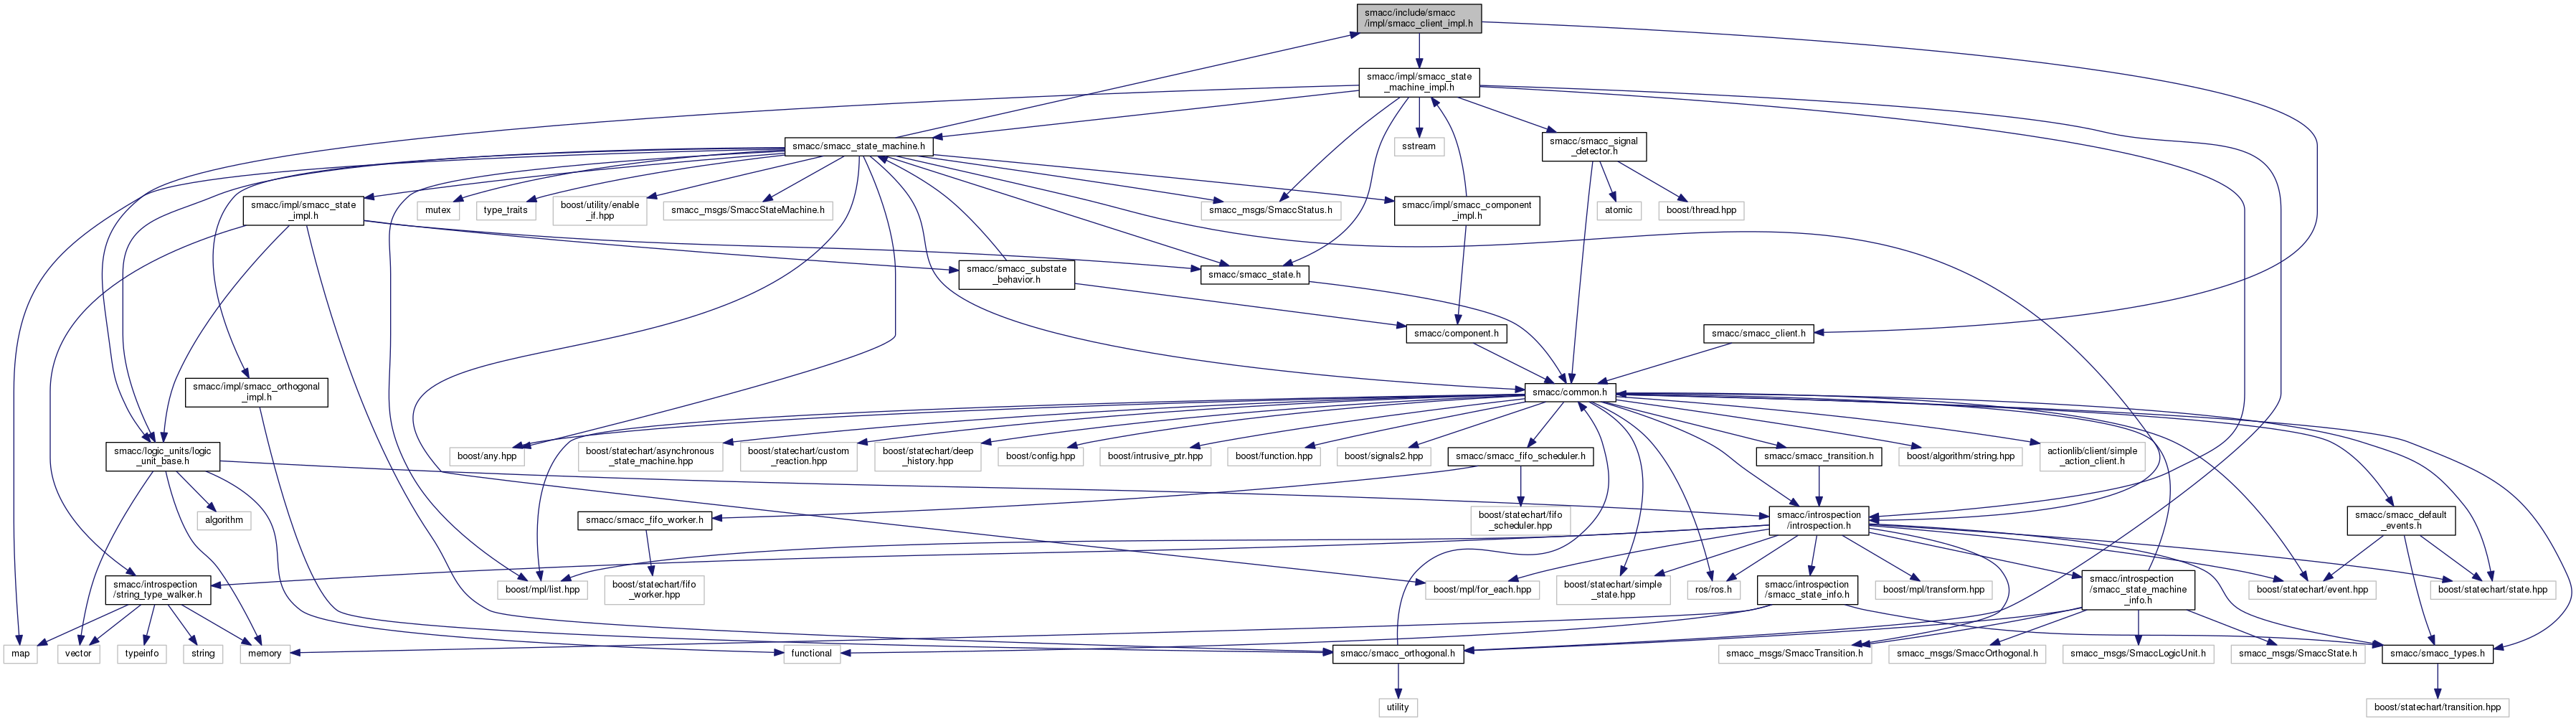 smacc/include/smacc
/impl/smacc_client_impl.h
smacc/impl/smacc_state
_machine_impl.h
smacc/smacc_state_machine.h
sstream
smacc/smacc_signal
_detector.h
smacc/impl/smacc_state
_impl.h
mutex
type_traits
boost/utility/enable
_if.hpp
smacc_msgs/SmaccStateMachine.h
smacc_msgs/SmaccStatus.h
smacc/impl/smacc_component
_impl.h
atomic
boost/thread.hpp
smacc/smacc_substate
_behavior.h
smacc/smacc_state.h
smacc/component.h
smacc/smacc_client.h
smacc/impl/smacc_orthogonal
_impl.h
smacc/common.h
smacc/logic_units/logic
_unit_base.h
boost/any.hpp
boost/statechart/asynchronous
_state_machine.hpp
boost/statechart/custom
_reaction.hpp
boost/statechart/deep
_history.hpp
boost/config.hpp
boost/intrusive_ptr.hpp
boost/function.hpp
boost/signals2.hpp
smacc/smacc_fifo_scheduler.h
smacc/smacc_transition.h
boost/algorithm/string.hpp
actionlib/client/simple
_action_client.h
algorithm
smacc/smacc_fifo_worker.h
boost/statechart/fifo
_scheduler.hpp
smacc/introspection
/introspection.h
smacc/smacc_default
_events.h
smacc/introspection
/string_type_walker.h
boost/mpl/list.hpp
boost/statechart/fifo
_worker.hpp
boost/mpl/for_each.hpp
boost/statechart/simple
_state.hpp
ros/ros.h
smacc/introspection
/smacc_state_info.h
boost/mpl/transform.hpp
smacc/introspection
/smacc_state_machine
_info.h
boost/statechart/event.hpp
boost/statechart/state.hpp
map
vector
typeinfo
string
memory
functional
smacc/smacc_orthogonal.h
smacc_msgs/SmaccTransition.h
smacc_msgs/SmaccOrthogonal.h
smacc_msgs/SmaccLogicUnit.h
smacc_msgs/SmaccState.h
smacc/smacc_types.h
utility
boost/statechart/transition.hpp